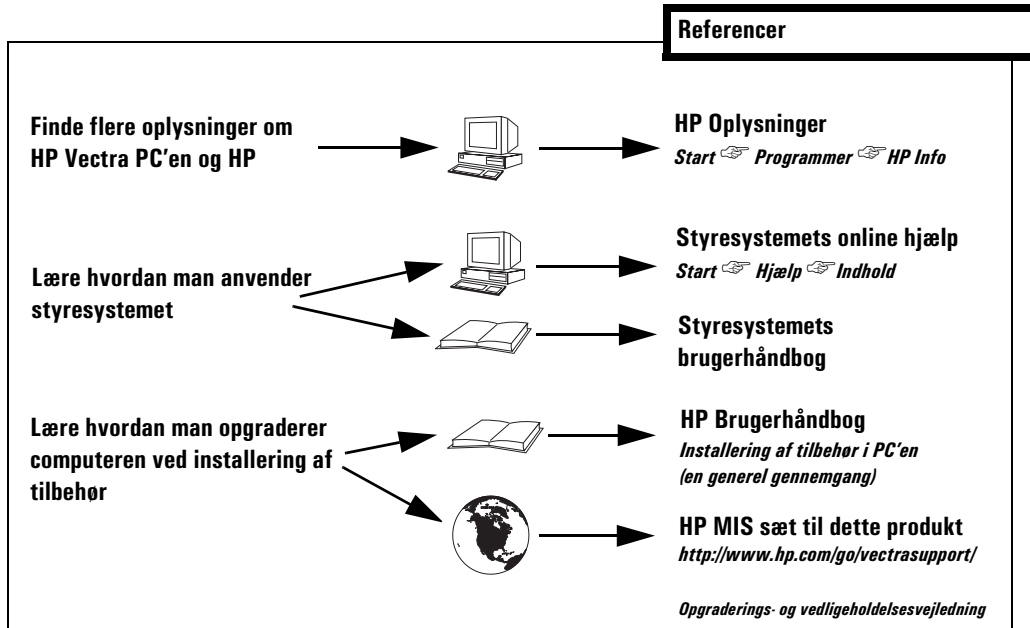 Referencer
Finde flere oplysninger om
HP Vectra PC'en og HP
HP Oplysninger
Start ☞ Programmer ☞ HP Info
Lære hvordan man anvender
styresystemet
Styresystemets online hjælp
Start ☞ Hjælp ☞ Indhold
Styresystemets
brugerhåndbog
Lære hvordan man opgraderer
computeren ved installering af
tilbehør
HP Brugerhåndbog
Installering af tilbehør i PC'en
(en generel gennemgang)
HP MIS sæt til dette produkt
http://www.hp.com/go/vectrasupport/
Opgraderings- og vedligeholdelsesvejledning